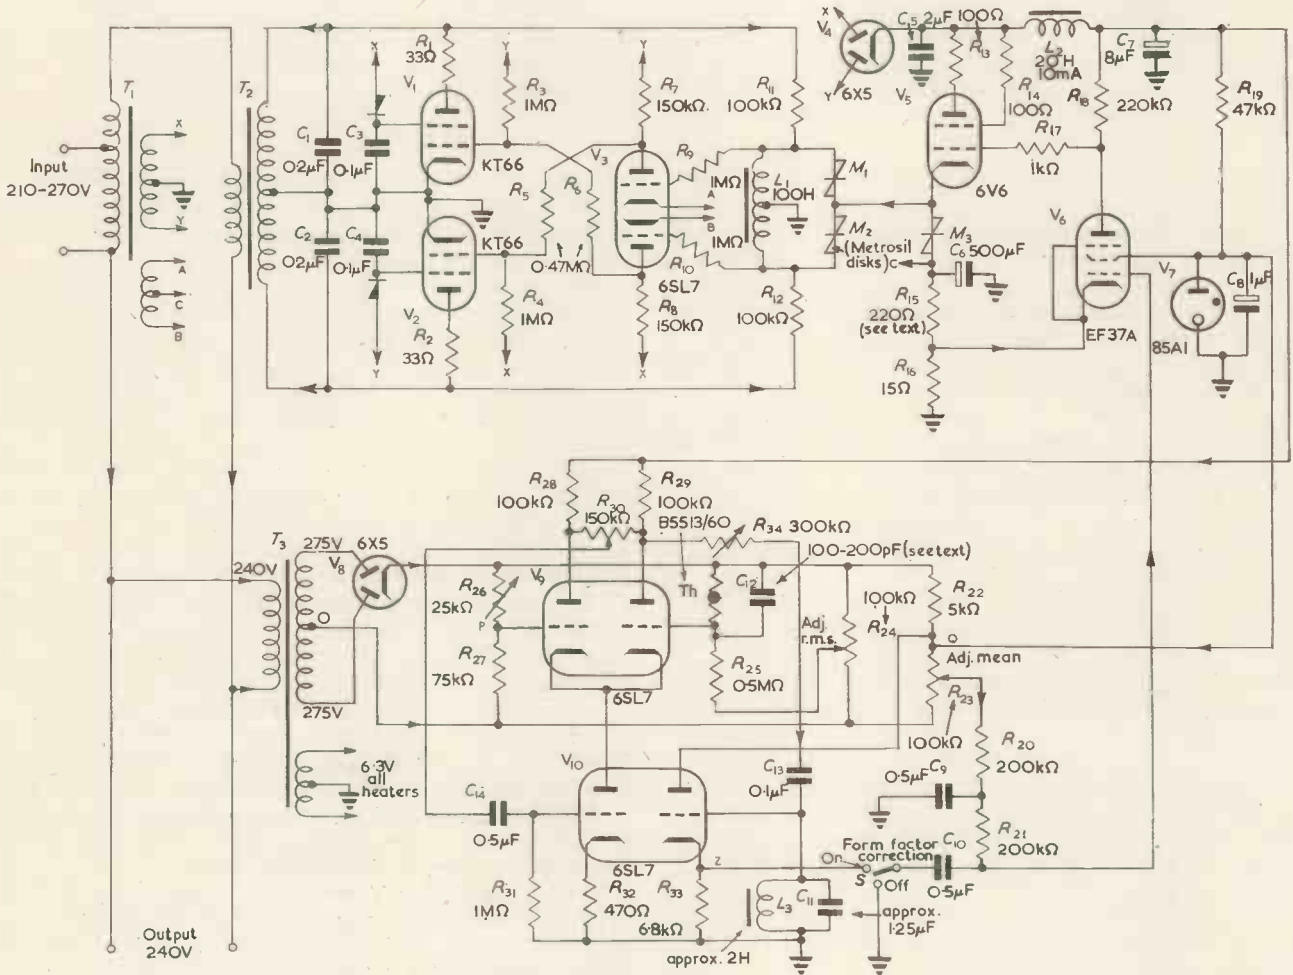 T1
Input
210-270V
X
Y
A
C
B
T2
C1
0·2μF
C2
0·2μF
C3
0·1μF
C4
0·1μF
X
Y
R1
33Ω
V1
KT66
V2
KT66
R2
33Ω
Y
R3
1MΩ
R4
1MΩ
X
R5
R6
0·47MΩ
Y
R7
150kΩ
V3
6SL7
R8
150kΩ
X
R9
1MΩ
A
B
1MΩ
R10
L1
100H
R11
100kΩ
R12
100kΩ
M1
M2
(Metrosil
disks)
C
X
V4
Y
6X5
C5 2μF
100Ω
R13
V5
6V6
R14
100Ω
L2
20H
10mA
R17
1kΩ
R18
220kΩ
C7
8μF
R19
47kΩ
M3
C6 500μF
R15
220Ω
(see text)
R16
15Ω
V6
EF37A
V7
85A1
C8 1μF
R28
100kΩ
R29
100kΩ
R30
150kΩ
B5513/60
R34 300kΩ
100-200pF (see text)
T3
240V
275V
V8
6X5
O
275V
6·3V
all
heaters
R26
25kΩ
P
R27
75kΩ
V9
6SL7
Th
C12
R25
0·5MΩ
Adj.
r.m.s.
100kΩ
R24
R22
5kΩ
Q
Adj. mean
R23
100kΩ
R20
200kΩ
C9
0·5μF
R21
200kΩ
C10
0·5μF
Form factor
correction
On
S
Off
V10
6SL7
C13
0·1μF
C14
0·5μF
R31
1MΩ
R32
470Ω
R33
6·8kΩ
Z
L3
approx. 2H
C11
approx.
1·25μF
Output
240V